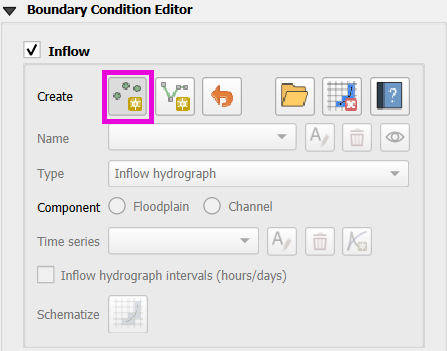 Boundary Condition Editor
Inflow
Create
Name
Type Inflow hydrograph
Component Floodplain Channel
Time series
Inflow hydrograph intervals (hours/days)
Schematize